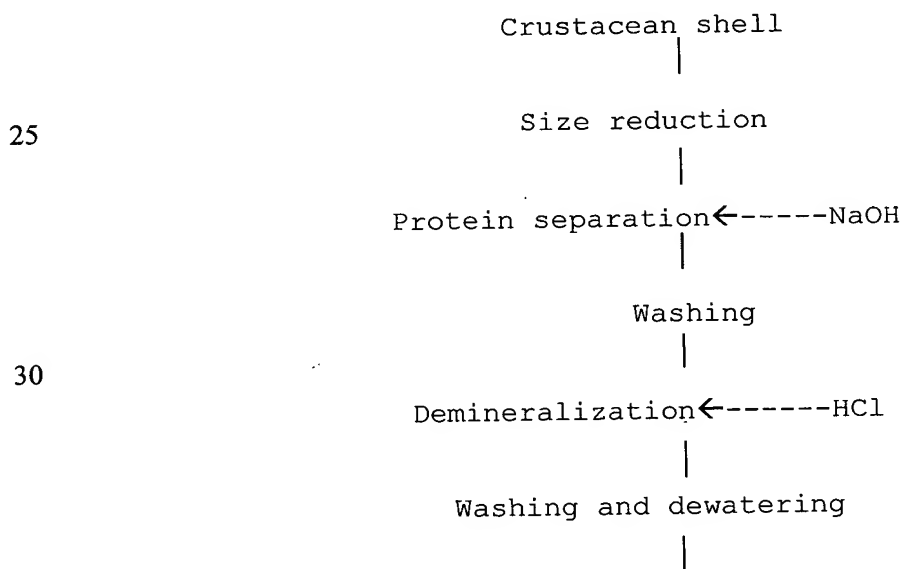 Crustacean shell
|
25 Size reduction
|
Protein separation←-----NaOH
|
Washing
|
30
Demineralization←------HCl
|
Washing and dewatering
|